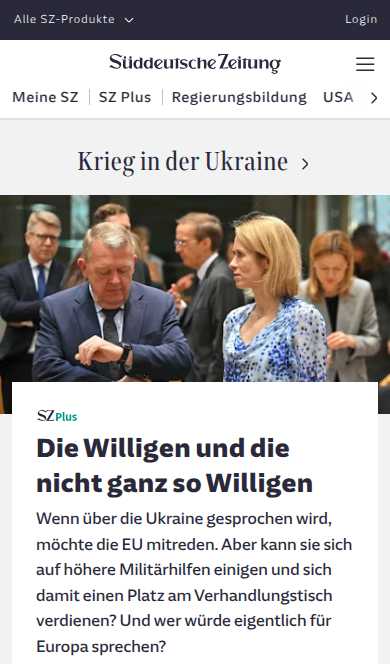 Alle SZ-Produkte
Login
Süddeutsche Zeitung
Meine SZ
SZ Plus
Regierungsbildung
USA
Krieg in der Ukraine
SZ Plus
Die Willigen und die
nicht ganz so Willigen
Wenn über die Ukraine gesprochen wird,
möchte die EU mitreden. Aber kann sie sich
auf höhere Militärhilfen einigen und sich
damit einen Platz am Verhandlungstisch
verdienen? Und wer würde eigentlich für
Europa sprechen?